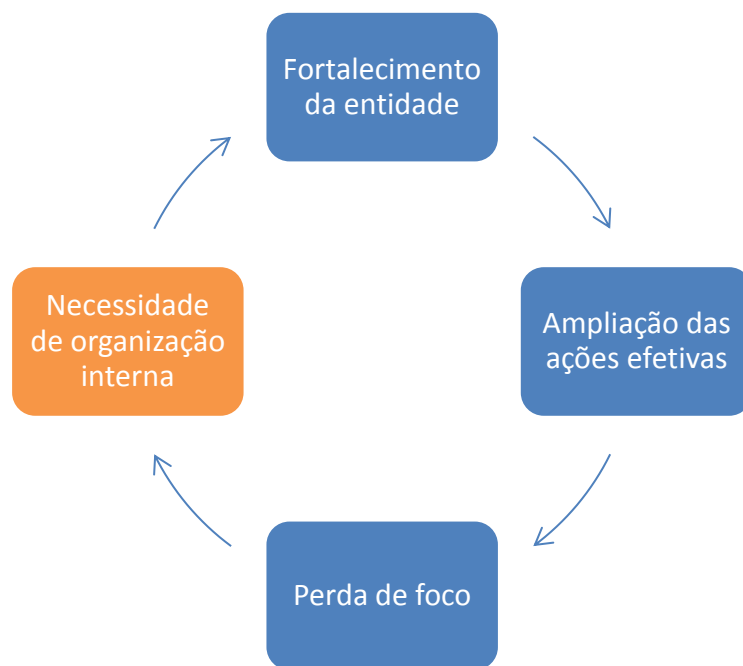 Fortalecimento
da entidade
Ampliação das
ações efetivas
Perda de foco
Necessidade
de organização
interna